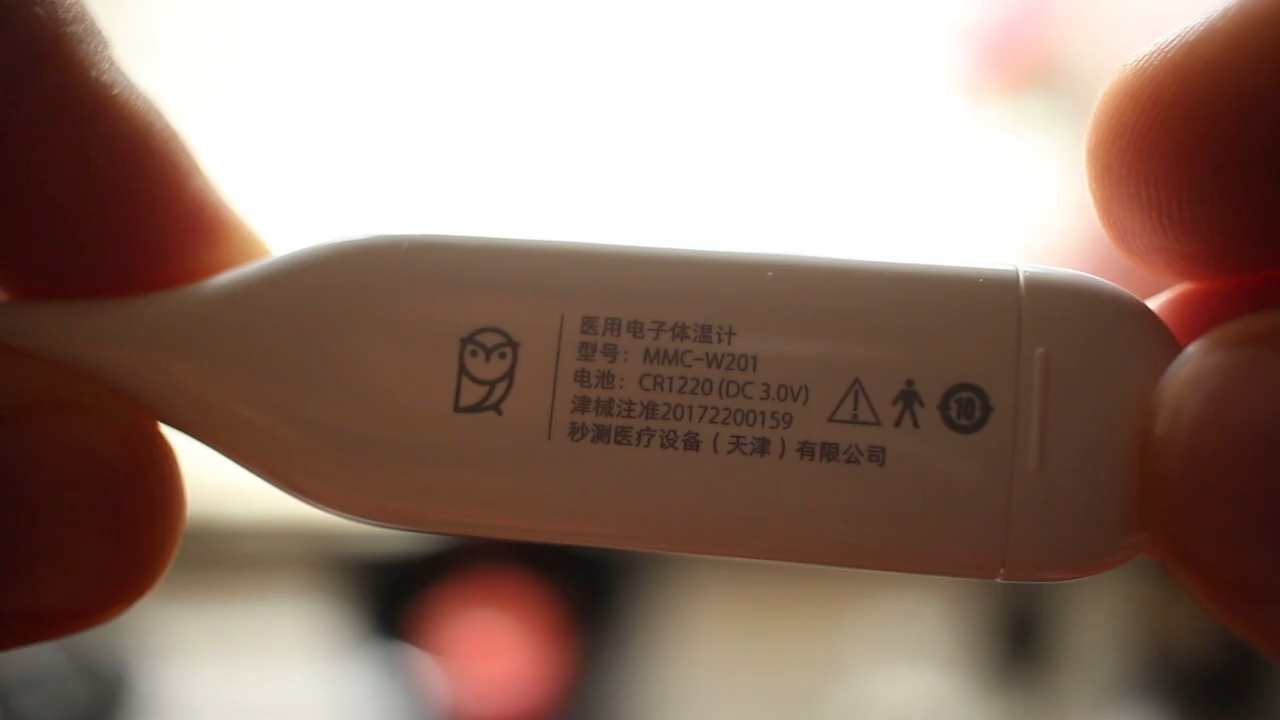 医用电子体温计
型号：MMC-W201
电池：CR1220 (DC 3.0V)
津械注准20172200159
秒测医疗设备（天津）有限公司
10